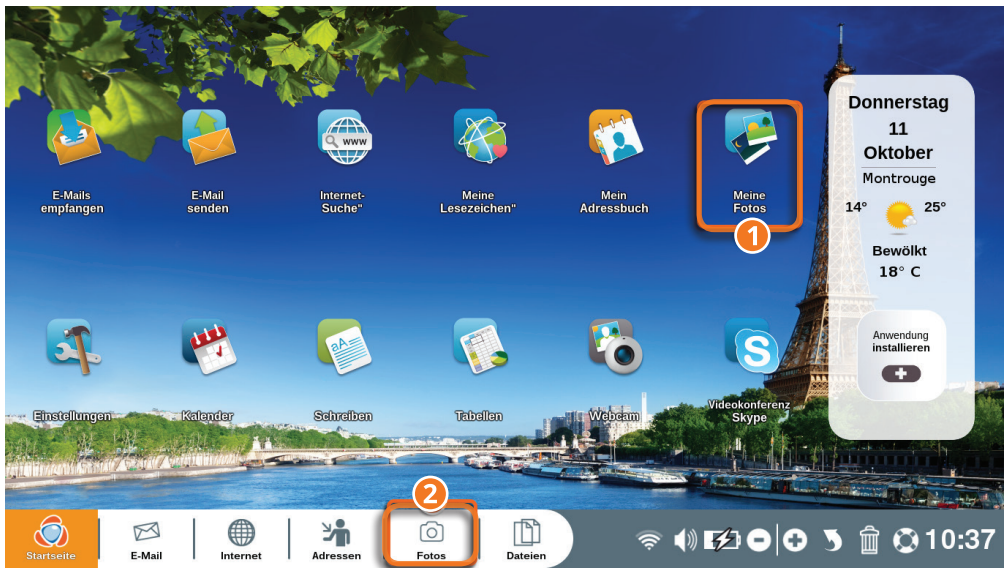 Donnerstag
11
Oktober
Montrouge
14° 25°
Bewölkt
18° C
Anwendung
installieren
E-Mails
empfangen
E-Mail
senden
www
Internet-
Suche"
Meine
Lesezeichen"
Mein
Adressbuch
Meine
Fotos
1
Einstellungen
Kalender
aA
Schreiben
Tabellen
Webcam
S
Videokonferenz
Skype
2
Startseite
E-Mail
Internet
Adressen
Fotos
Dateien
10:37